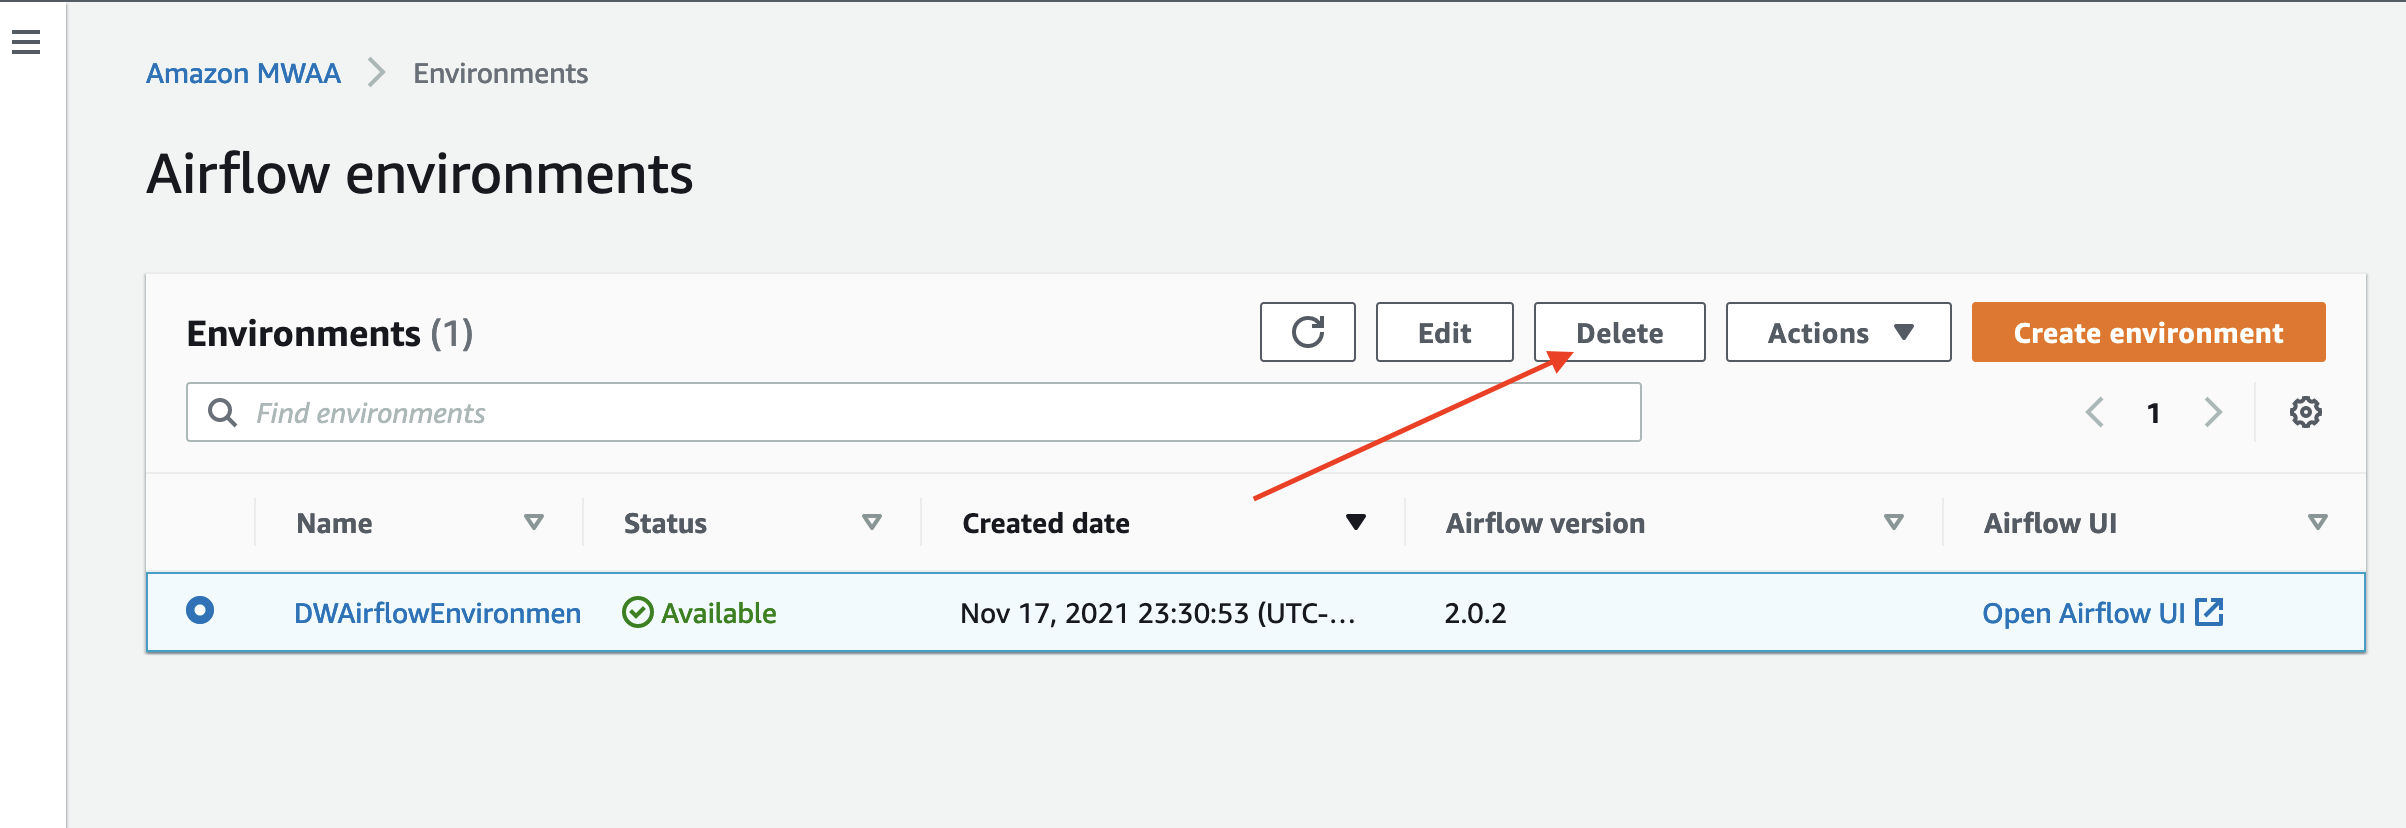 Amazon MWAA > Environments
Airflow environments
Environments (1)
Edit
Delete
Actions
Create environment
Find environments
1
Name Status Created date Airflow version Airflow UI
DWAirflowEnvironmen Available Nov 17, 2021 23:30:53 (UTC-... 2.0.2 Open Airflow UI